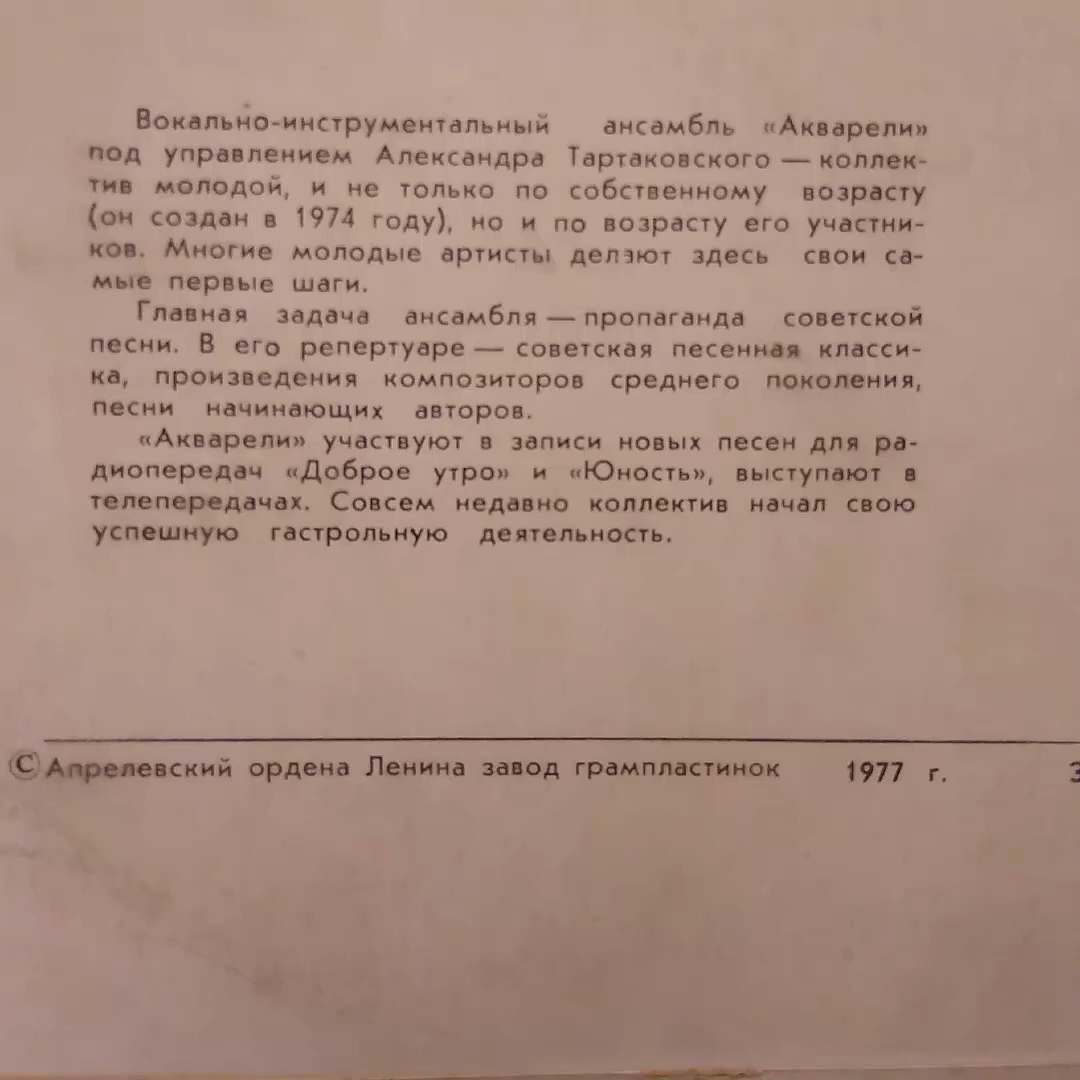 Вокально-инструментальный ансамбль «Акварели»
под управлением Александра Тартаковского — коллек-
тив молодой, и не только по собственному возрасту
(он создан в 1974 году), но и по возрасту его участни-
ков. Многие молодые артисты делают здесь свои са-
мые первые шаги.
Главная задача ансамбля — пропаганда советской
песни. В его репертуаре — советская песенная класси-
ка, произведения композиторов среднего поколения,
песни начинающих авторов.
«Акварели» участвуют в записи новых песен для ра-
диопередач «Доброе утро» и «Юность», выступают в
телепередачах. Совсем недавно коллектив начал свою
успешную гастрольную деятельность.
© Апрелевский ордена Ленина завод грампластинок 1977 г.